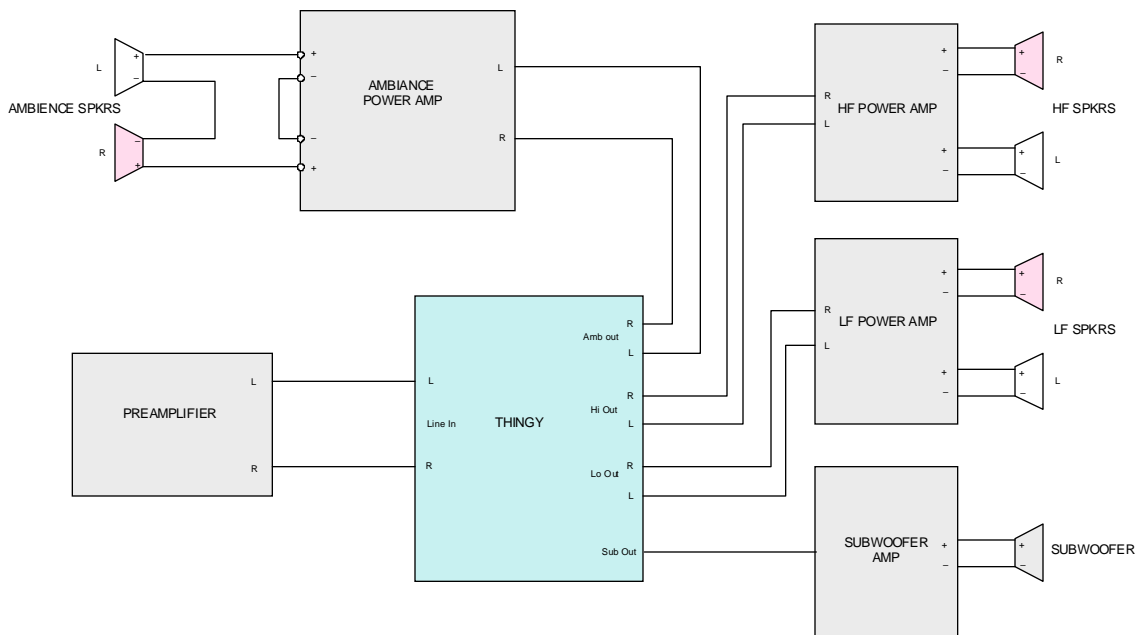 L
+
−
AMBIENCE SPKRS
R
−
+
+
−
−
+
AMBIANCE
POWER AMP
L
R
R
L
HF POWER AMP
+
−
+
−
+
−
R
HF SPKRS
+
−
L
R
L
LF POWER AMP
+
−
+
−
+
−
R
LF SPKRS
+
−
L
PREAMPLIFIER
L
R
L
Line In
R
THINGY
R
Amb out
L
R
Hi Out
L
R
Lo Out
L
Sub Out
SUBWOOFER
AMP
+
−
+
−
SUBWOOFER